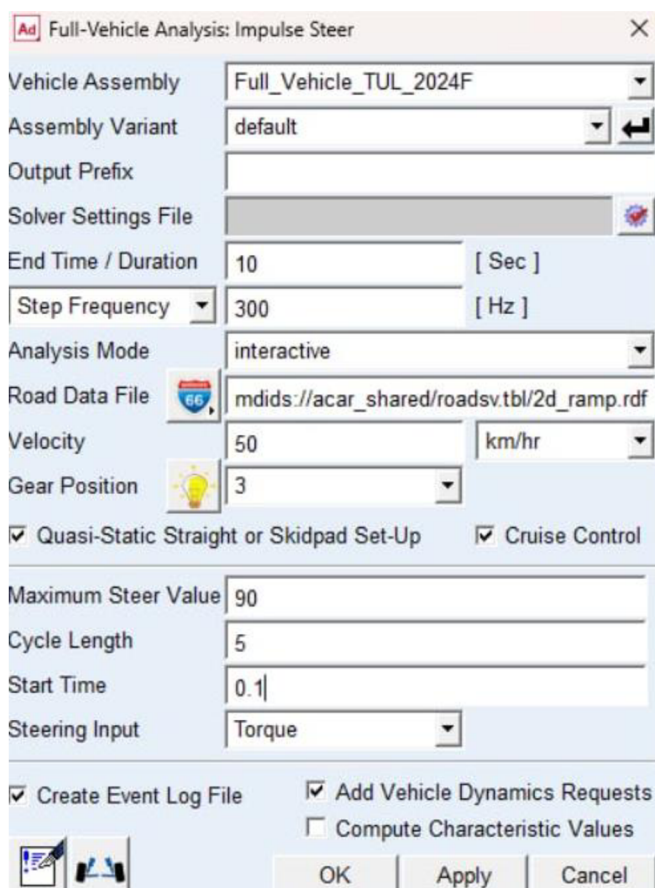 Ad Full-Vehicle Analysis: Impulse Steer
Vehicle Assembly Full_Vehicle_TUL_2024F
Assembly Variant default
Output Prefix
Solver Settings File
End Time / Duration 10 [ Sec ]
Step Frequency 300 [ Hz ]
Analysis Mode interactive
Road Data File 66 mdids://acar_shared/roadsv.tbl/2d_ramp.rdf
Velocity 50 km/hr
Gear Position 3
Quasi-Static Straight or Skidpad Set-Up Cruise Control
Maximum Steer Value 90
Cycle Length 5
Start Time 0.1
Steering Input Torque
Create Event Log File Add Vehicle Dynamics Requests
Compute Characteristic Values
OK Apply Cancel